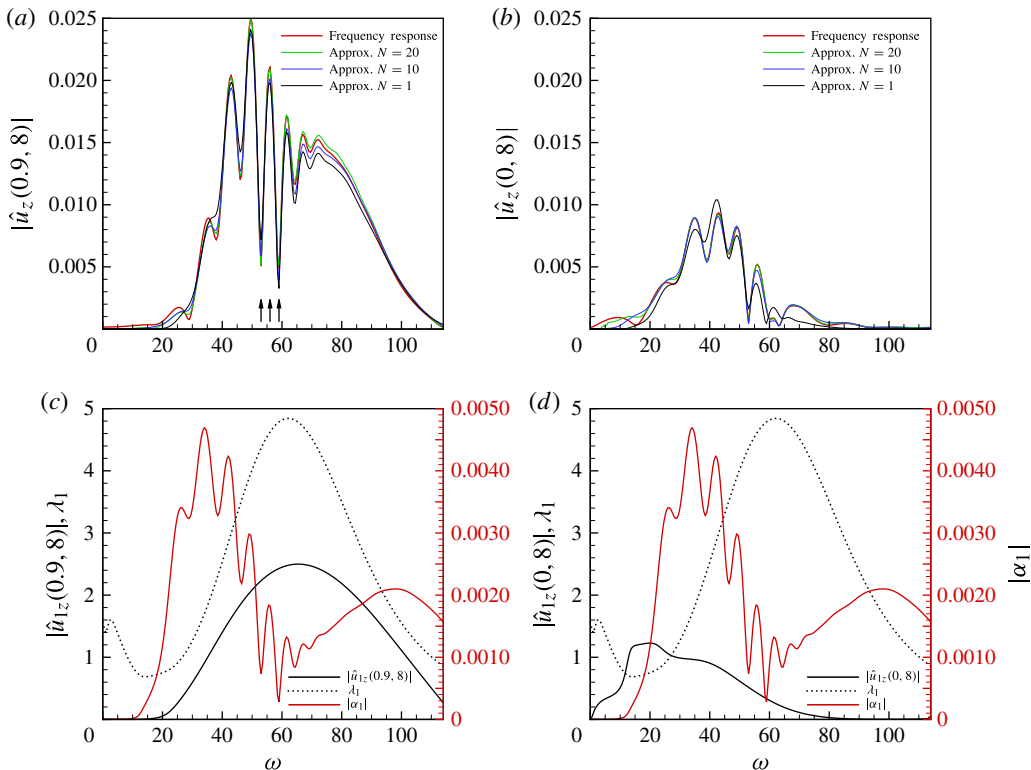 (a)
0.025
0.020
0.015
0.010
0.005
|û_z(0.9, 8)|
Frequency response
Approx. N = 20
Approx. N = 10
Approx. N = 1
0 20 40 60 80 100
(b)
0.025
0.020
0.015
0.010
0.005
|û_z(0, 8)|
Frequency response
Approx. N = 20
Approx. N = 10
Approx. N = 1
0 20 40 60 80 100
(c)
5
4
3
2
1
0
|û_{1z}(0.9, 8)|, λ_1
0.0050
0.0040
0.0030
0.0020
0.0010
0
|û_{1z}(0.9, 8)|
λ_1
|α_1|
0 20 40 60 80 100
ω
(d)
5
4
3
2
1
|û_{1z}(0, 8)|, λ_1
0.0050
0.0040
0.0030
0.0020
0.0010
0
|α_1|
|û_{1z}(0, 8)|
λ_1
|α_1|
0 20 40 60 80 100
ω